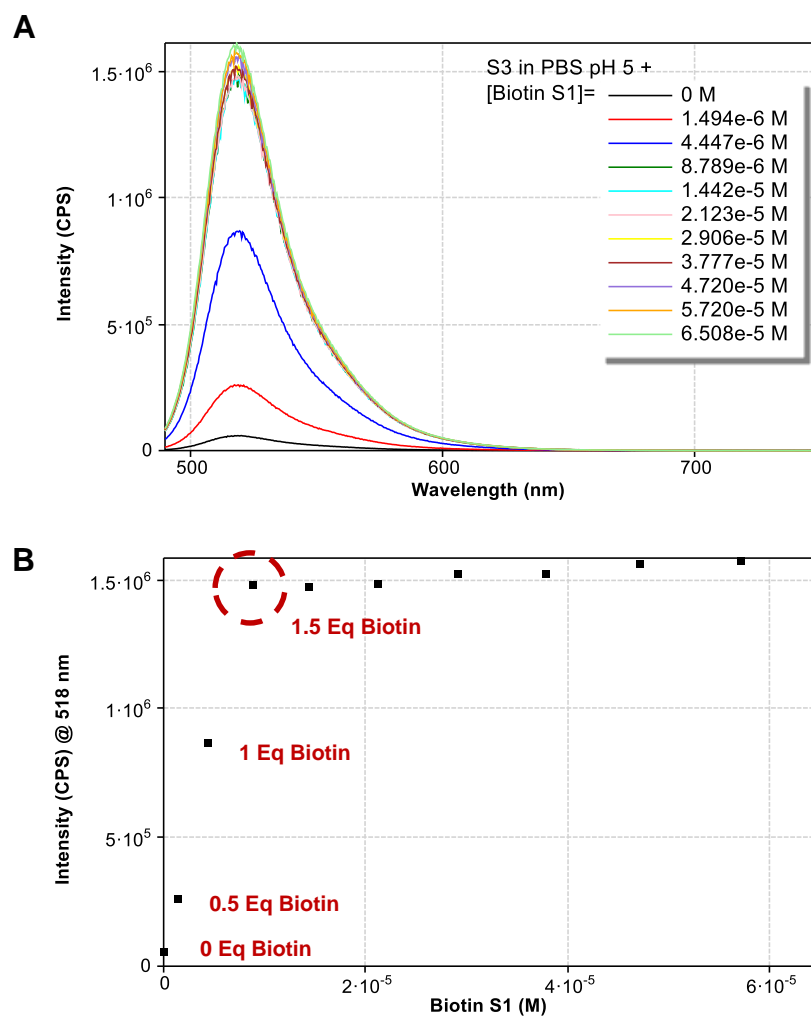 A
S3 in PBS pH 5 +
[Biotin S1]=
0 M
1.494e-6 M
4.447e-6 M
8.789e-6 M
1.442e-5 M
2.123e-5 M
2.906e-5 M
3.777e-5 M
4.720e-5 M
5.720e-5 M
6.508e-5 M
Intensity (CPS)
1.5·10⁶
1·10⁶
5·10⁵
0
500
600
700
Wavelength (nm)
B
Intensity (CPS) @ 518 nm
1.5·10⁶
1·10⁶
5·10⁵
0
1.5 Eq Biotin
1 Eq Biotin
0.5 Eq Biotin
0 Eq Biotin
0
2·10⁻⁵
4·10⁻⁵
6·10⁻⁵
Biotin S1 (M)